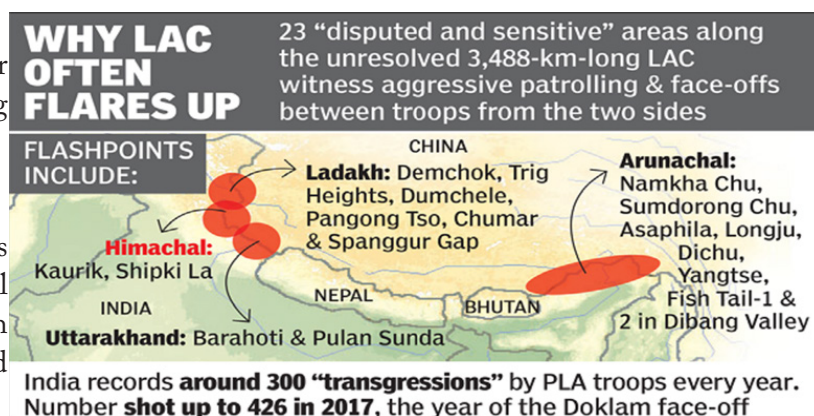 WHY LAC
OFTEN
FLARES UP
23 “disputed and sensitive” areas along
the unresolved 3,488-km-long LAC
witness aggressive patrolling & face-offs
between troops from the two sides
FLASHPOINTS
INCLUDE:
CHINA
Ladakh: Demchok, Trig
Heights, Dumchele,
Pangong Tso, Chumar
& Spanggur Gap
Arunachal:
Namkha Chu,
Sumdorong Chu,
Asaphila, Longju,
Dichu,
Yangtse,
Fish Tail-1 &
2 in Dibang Valley
Himachal:
Kaurik, Shipki La
INDIA
NEPAL
BHUTAN
Uttarakhand: Barahoti & Pulan Sunda
India records around 300 “transgressions” by PLA troops every year.
Number shot up to 426 in 2017, the year of the Doklam face-off